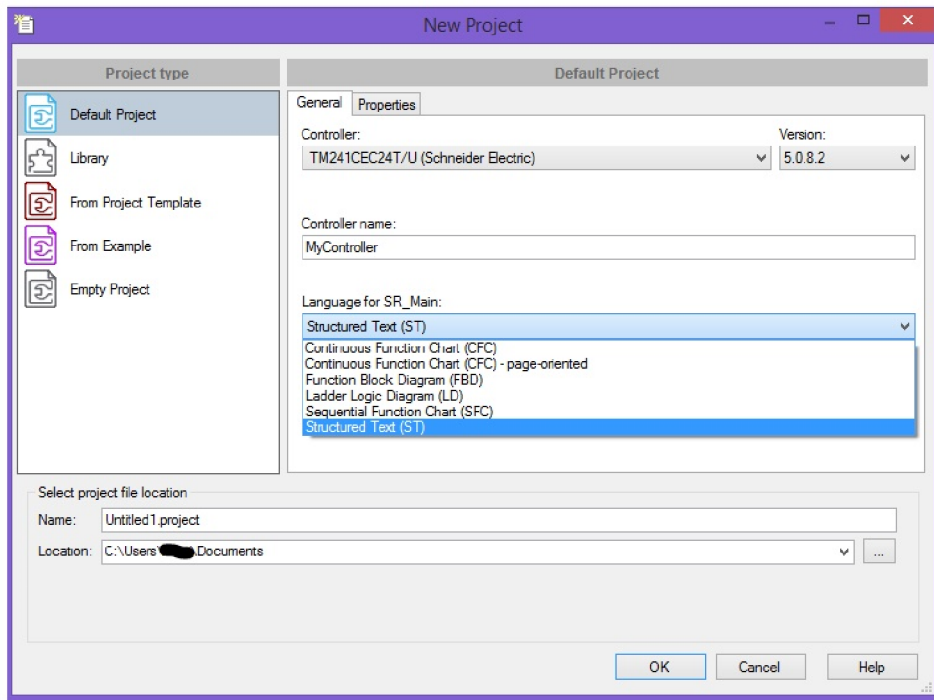 New Project
Project type
Default Project
Library
From Project Template
From Example
Empty Project
Default Project
General Properties
Controller: Version:
TM241CEC24T/U (Schneider Electric) 5.0.8.2
Controller name:
MyController
Language for SR_Main:
Structured Text (ST)
Continuous Function Chart (CFC)
Continuous Function Chart (CFC) - page-oriented
Function Block Diagram (FBD)
Ladder Logic Diagram (LD)
Sequential Function Chart (SFC)
Structured Text (ST)
Select project file location
Name: Untitled1.project
Location: C:\Users\ \Documents ...
OK Cancel Help